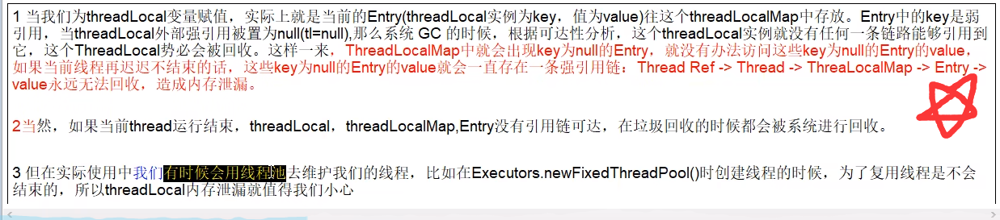 1 当我们为threadLocal变量赋值，实际上就是当前的Entry(threadLocal实例为key，值为value)往这个threadLocalMap中存放。Entry中的key是弱
引用，当threadLocal外部强引用被置为null(tl=null),那么系统 GC 的时候，根据可达性分析，这个threadLocal实例就没有任何一条链路能够引用到
它，这个ThreadLocal势必会被回收。这样一来，ThreadLocalMap中就会出现key为null的Entry，就没有办法访问这些key为null的Entry的value，
如果当前线程再迟迟不结束的话，这些key为null的Entry的value就会一直存在一条强引用链：Thread Ref -> Thread -> ThreaLocalMap -> Entry ->
value永远无法回收，造成内存泄漏。
2当然，如果当前thread运行结束，threadLocal，threadLocalMap,Entry没有引用链可达，在垃圾回收的时候都会被系统进行回收。
3 但在实际使用中我们有时候会用线程池去维护我们的线程，比如在Executors.newFixedThreadPool()时创建线程的时候，为了复用线程是不会
结束的，所以threadLocal内存泄漏就值得我们小心